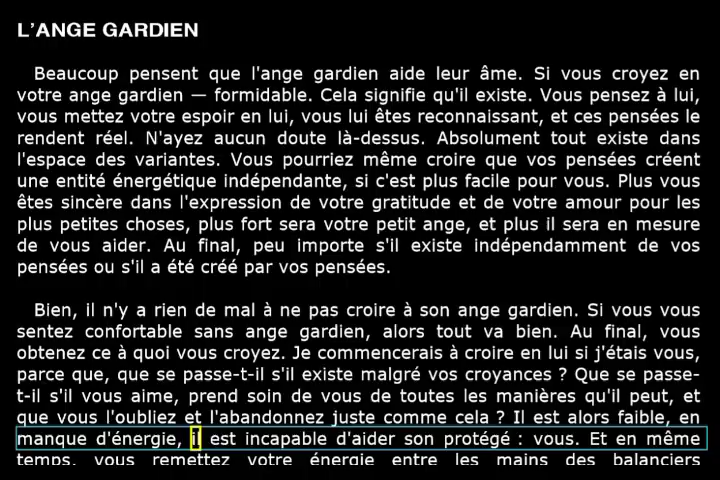 L'ANGE GARDIEN
Beaucoup pensent que l'ange gardien aide leur âme. Si vous croyez en
votre ange gardien — formidable. Cela signifie qu'il existe. Vous pensez à lui,
vous mettez votre espoir en lui, vous lui êtes reconnaissant, et ces pensées le
rendent réel. N'ayez aucun doute là-dessus. Absolument tout existe dans
l'espace des variantes. Vous pourriez même croire que vos pensées créent
une entité énergétique indépendante, si c'est plus facile pour vous. Plus vous
êtes sincère dans l'expression de votre gratitude et de votre amour pour les
plus petites choses, plus fort sera votre petit ange, et plus il sera en mesure
de vous aider. Au final, peu importe s'il existe indépendamment de vos
pensées ou s'il a été créé par vos pensées.
Bien, il n'y a rien de mal à ne pas croire à son ange gardien. Si vous vous
sentez confortable sans ange gardien, alors tout va bien. Au final, vous
obtenez ce à quoi vous croyez. Je commencerais à croire en lui si j'étais vous,
parce que, que se passe-t-il s'il existe malgré vos croyances ? Que se passe-
t-il s'il vous aime, prend soin de vous de toutes les manières qu'il peut, et
que vous l'oubliez et l'abandonnez juste comme cela ? Il est alors faible, en
manque d'énergie, il est incapable d'aider son protégé : vous. Et en même
temps, vous remettez votre énergie entre les mains des balanciers